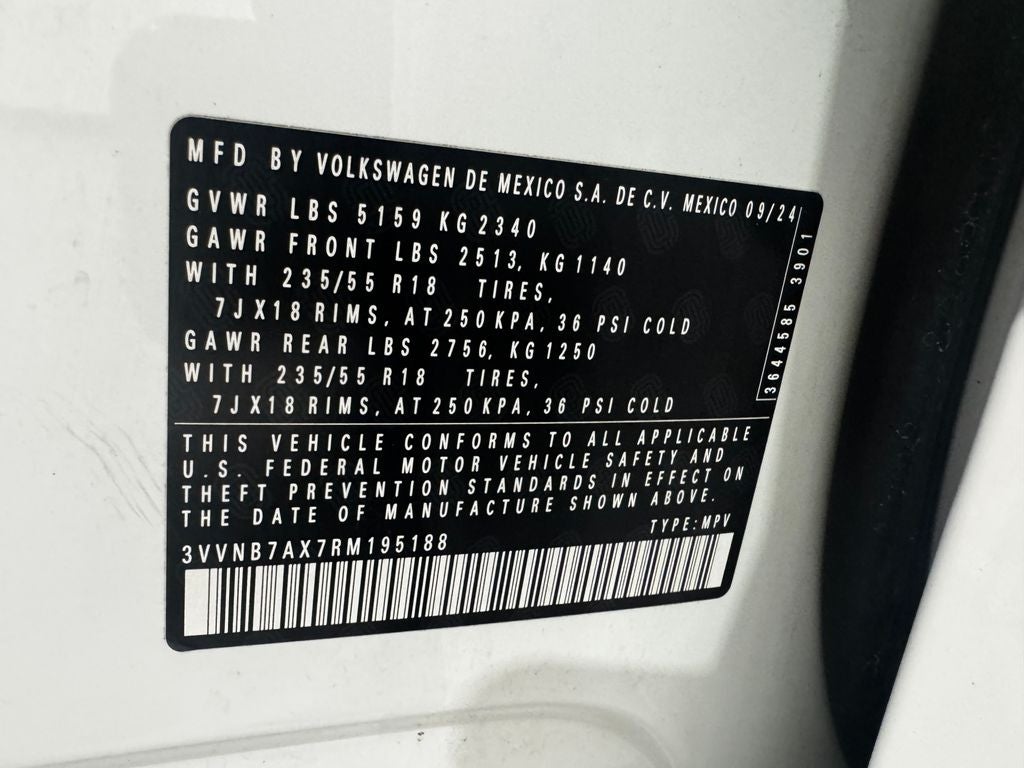 MFD BY VOLKSWAGEN DE MEXICO S.A. DE C.V. MEXICO 09/24
GVWR LBS 5159 KG 2340
GAWR FRONT LBS 2513, KG 1140
WITH 235/55 R18 TIRES,
7JX18 RIMS, AT 250 KPA, 36 PSI COLD
GAWR REAR LBS 2756, KG 1250
WITH 235/55 R18 TIRES,
7JX18 RIMS, AT 250 KPA, 36 PSI COLD
3644585 3901
THIS VEHICLE CONFORMS TO ALL APPLICABLE
U.S. FEDERAL MOTOR VEHICLE SAFETY AND
THEFT PREVENTION STANDARDS IN EFFECT ON
THE DATE OF MANUFACTURE SHOWN ABOVE.
TYPE: MPV
3VVNB7AX7RM195188